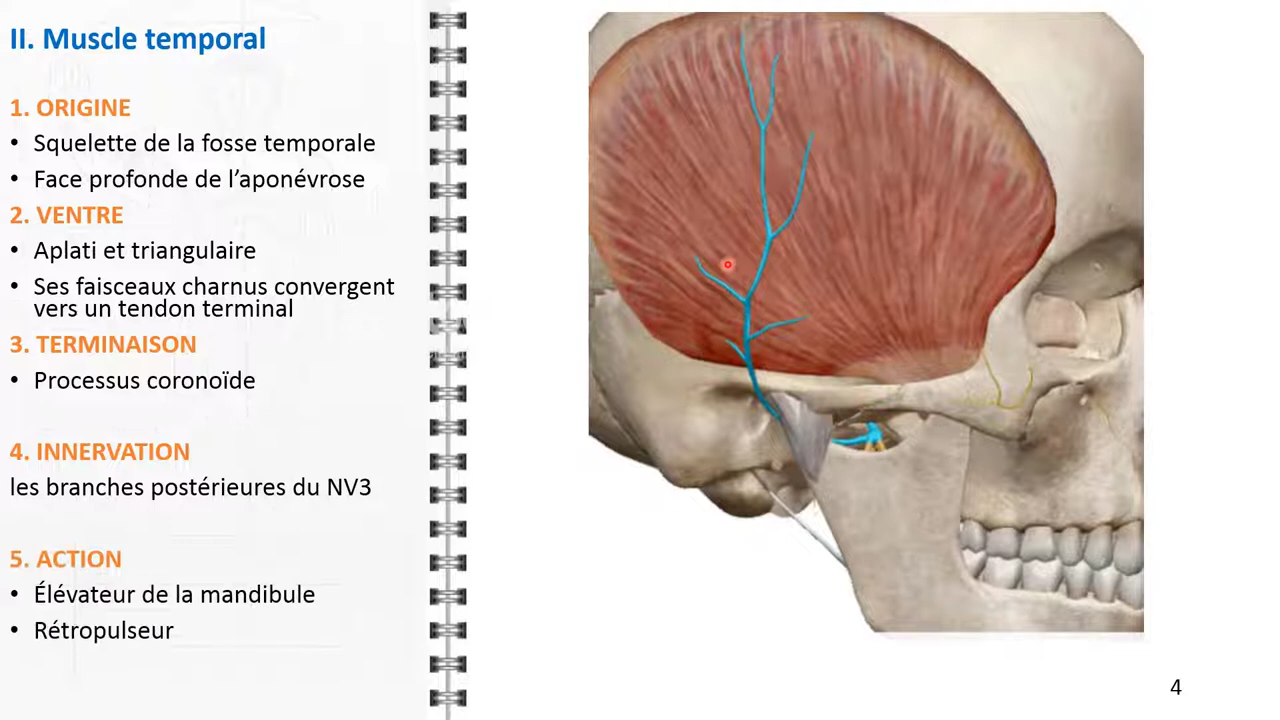 II. Muscle temporal
1. ORIGINE
• Squelette de la fosse temporale
• Face profonde de l’aponévrose
2. VENTRE
• Aplati et triangulaire
• Ses faisceaux charnus convergent
vers un tendon terminal
3. TERMINAISON
• Processus coronoïde
4. INNERVATION
les branches postérieures du NV3
5. ACTION
• Élévateur de la mandibule
• Rétropulseur
4